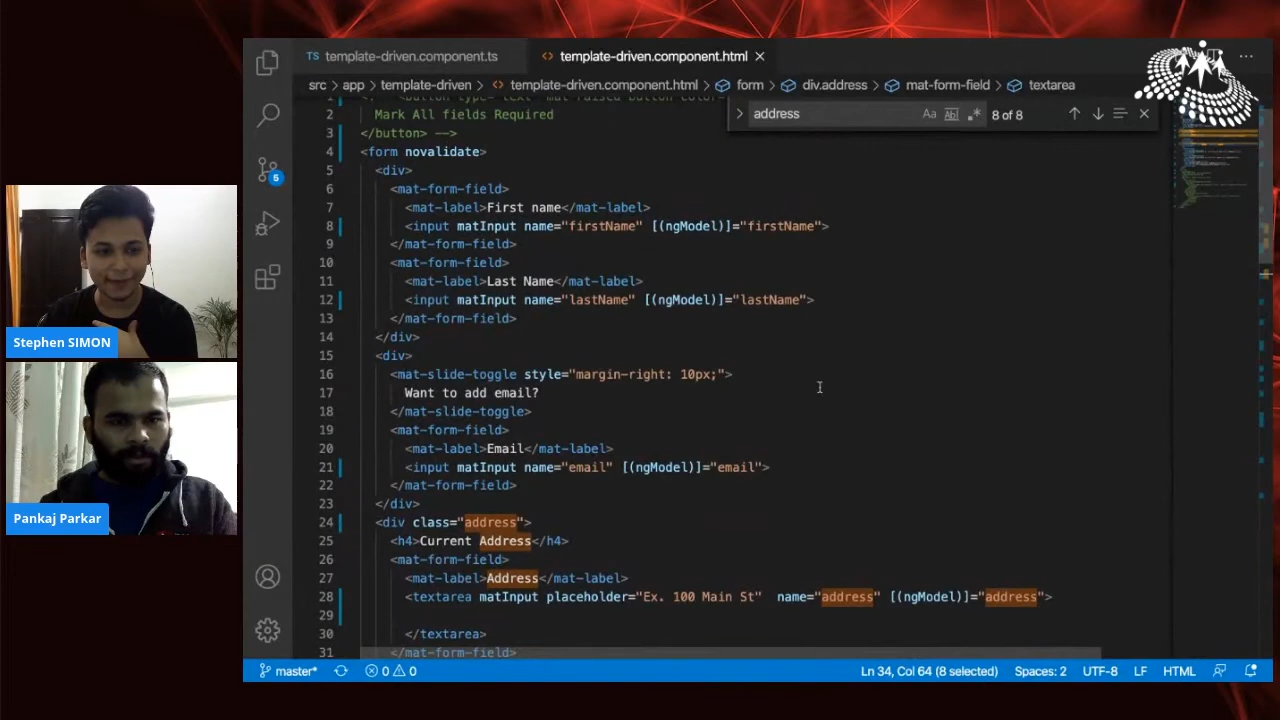 template-driven.component.ts
template-driven.component.html
src > app > template-driven > template-driven.component.html > form > div.address > mat-form-field > textarea
address
Aa
8 of 8
1
2 Mark All fields Required
3 </button> -->
4 <form novalidate>
5 <div>
6 <mat-form-field>
7 <mat-label>First name</mat-label>
8 <input matInput name="firstName" [(ngModel)]="firstName">
9 </mat-form-field>
10 <mat-form-field>
11 <mat-label>Last Name</mat-label>
12 <input matInput name="lastName" [(ngModel)]="lastName">
13 </mat-form-field>
14 </div>
15 <div>
16 <mat-slide-toggle style="margin-right: 10px;">
17 Want to add email?
18 </mat-slide-toggle>
19 <mat-form-field>
20 <mat-label>Email</mat-label>
21 <input matInput name="email" [(ngModel)]="email">
22 </mat-form-field>
23 </div>
24 <div class="address">
25 <h4>Current Address</h4>
26 <mat-form-field>
27 <mat-label>Address</mat-label>
28 <textarea matInput placeholder="Ex. 100 Main St"  name="address" [(ngModel)]="address">
29
30 </textarea>
31 </mat-form-field>
5
Stephen SIMON
Pankaj Parkar
master* 0 0 Ln 34, Col 64 (8 selected) Spaces: 2 UTF-8 LF HTML